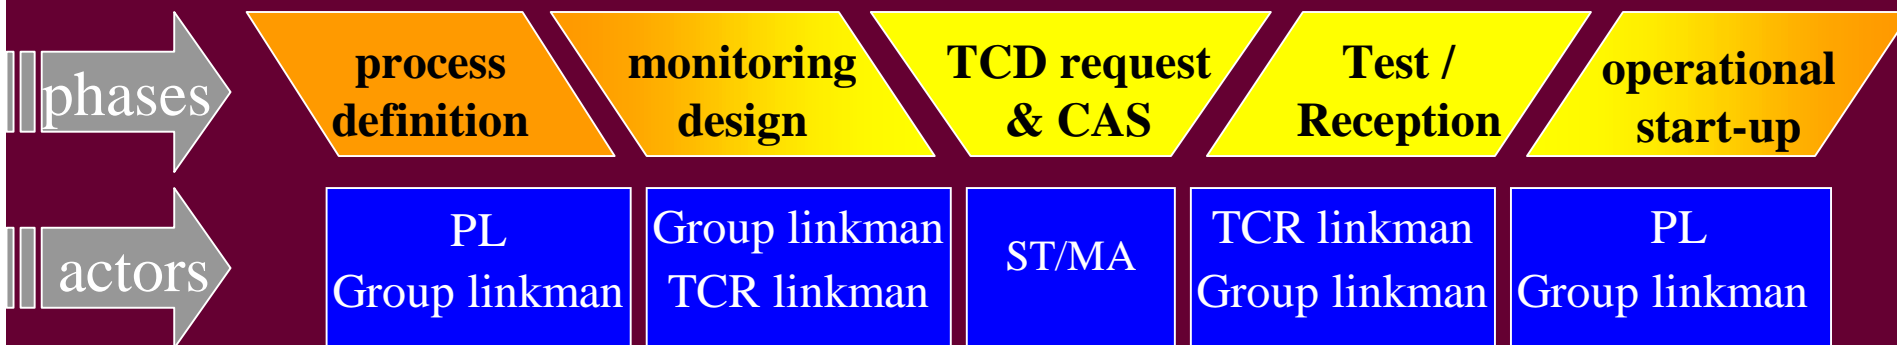 phases
process
definition
monitoring
design
TCD request
& CAS
Test /
Reception
operational
start-up
actors
PL
Group linkman
Group linkman
TCR linkman
ST/MA
TCR linkman
Group linkman
PL
Group linkman